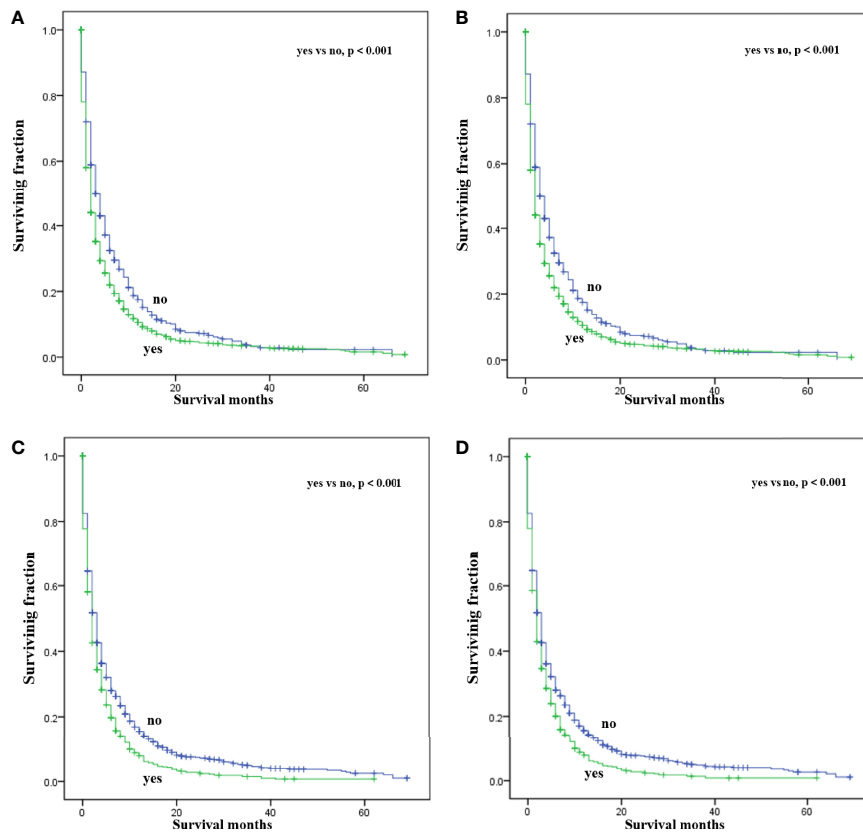 A
yes vs no, p < 0.001
1.0
0.8
0.6
0.4
0.2
0.0
Survivinig fraction
no
yes
0
20
40
60
Survival months
B
yes vs no, p < 0.001
1.0
0.8
0.6
0.4
0.2
0.0
Survivinig fraction
no
yes
0
20
40
60
Survival months
C
yes vs no, p < 0.001
1.0
0.8
0.6
0.4
0.2
0.0
Survivinig fraction
no
yes
0
20
40
60
Survival months
D
yes vs no, p < 0.001
1.0
0.8
0.6
0.4
0.2
0.0
Survivinig fraction
no
yes
0
20
40
60
Survival months